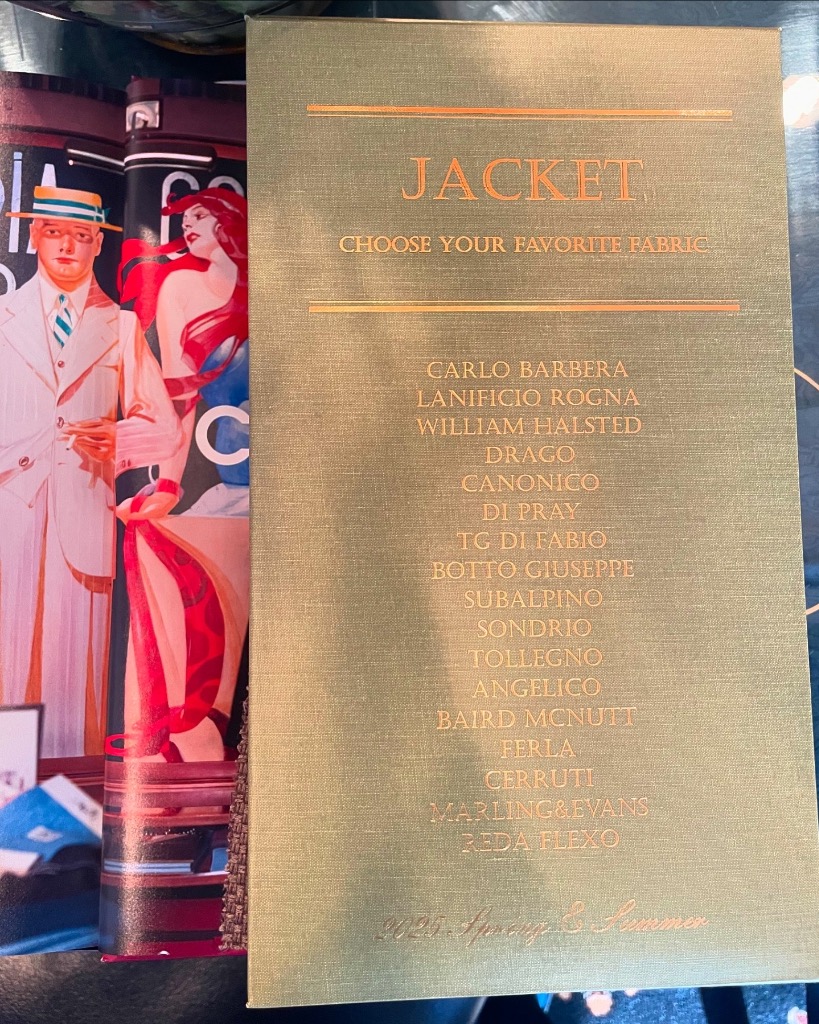 JACKET
CHOOSE YOUR FAVORITE FABRIC
CARLO BARBERA
LANIFICIO ROGNA
WILLIAM HALSTED
DRAGO
CANONICO
DI PRAY
TG DI FABIO
BOTTO GIUSEPPE
SUBALPINO
SONDRIO
TOLLEGNO
ANGELICO
BAIRD MCNUTT
FERLA
CERRUTI
MARLING&EVANS
REDA FLEXO
2025 Spring & Summer